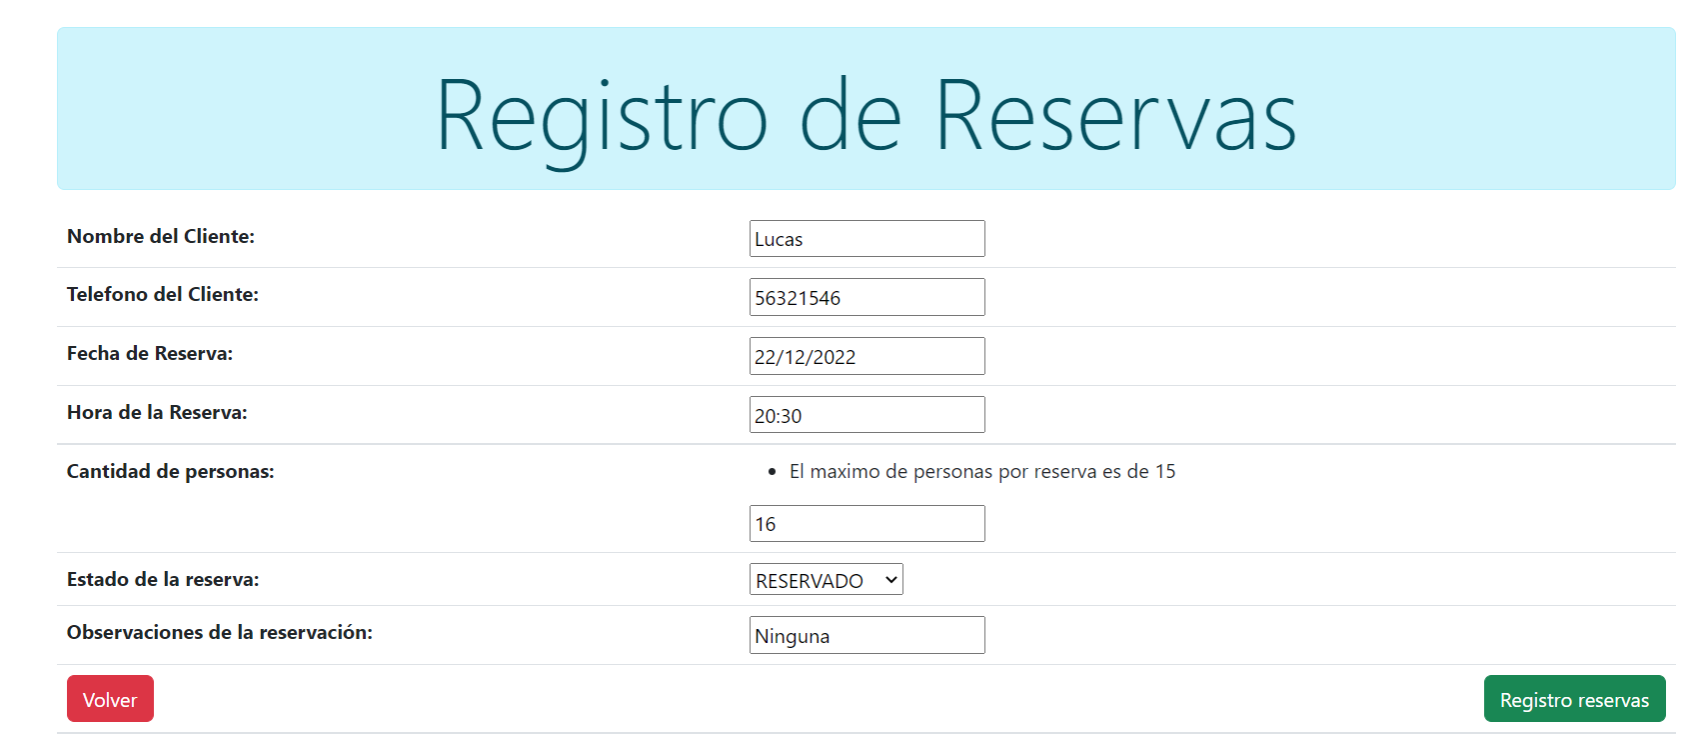 Registro de Reservas
Nombre del Cliente: Lucas
Telefono del Cliente: 56321546
Fecha de Reserva: 22/12/2022
Hora de la Reserva: 20:30
Cantidad de personas: • El maximo de personas por reserva es de 15
16
Estado de la reserva: RESERVADO
Observaciones de la reservación: Ninguna
Volver Registro reservas